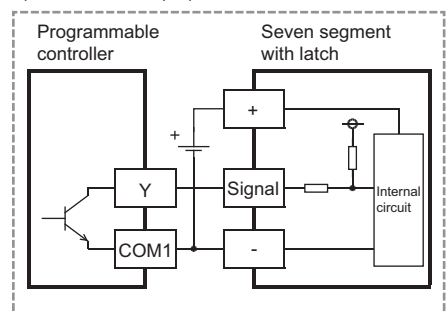 Programmable
controller
Seven segment
with latch
+
+
Y
Signal
Internal
circuit
COM1
-